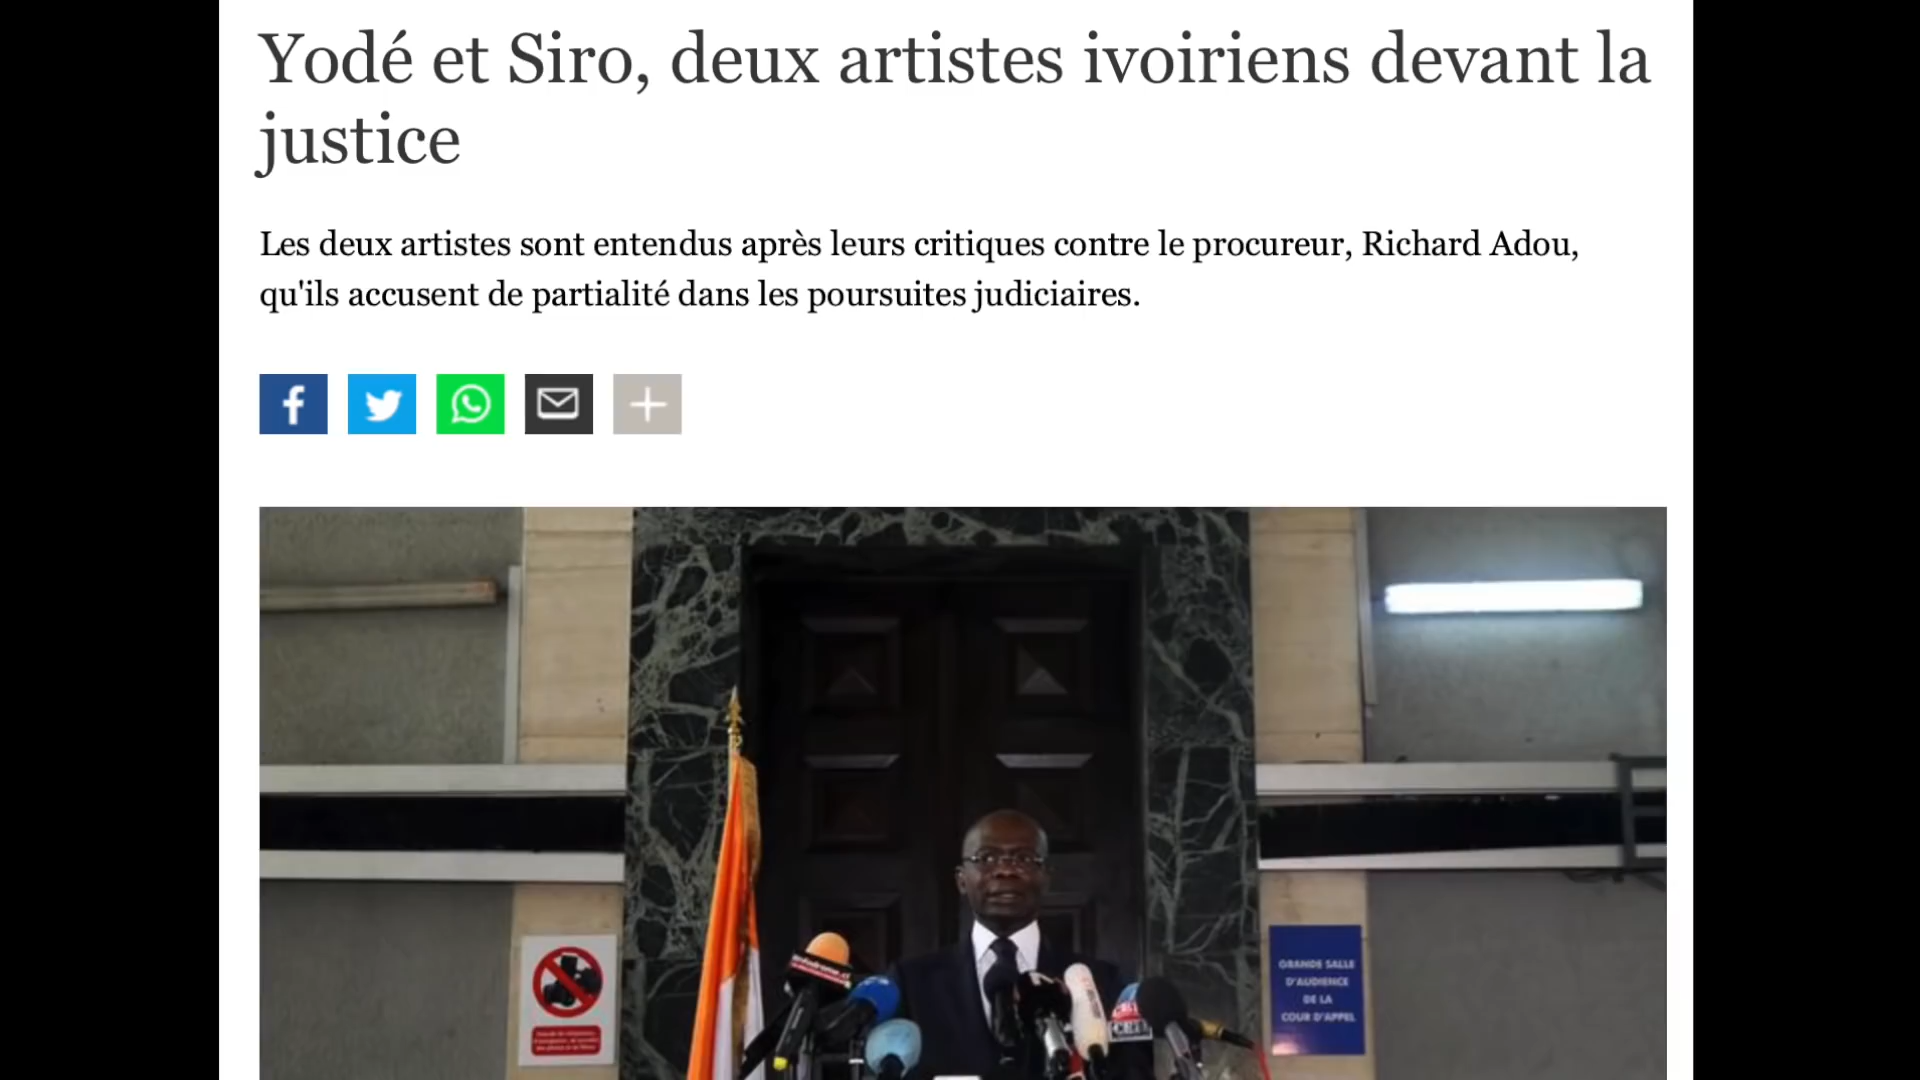 Yodé et Siro, deux artistes ivoiriens devant la
justice
Les deux artistes sont entendus après leurs critiques contre le procureur, Richard Adou,
qu'ils accusent de partialité dans les poursuites judiciaires.
GRANDE SALLE
D'AUDIENCE
DE LA
COUR D'APPEL